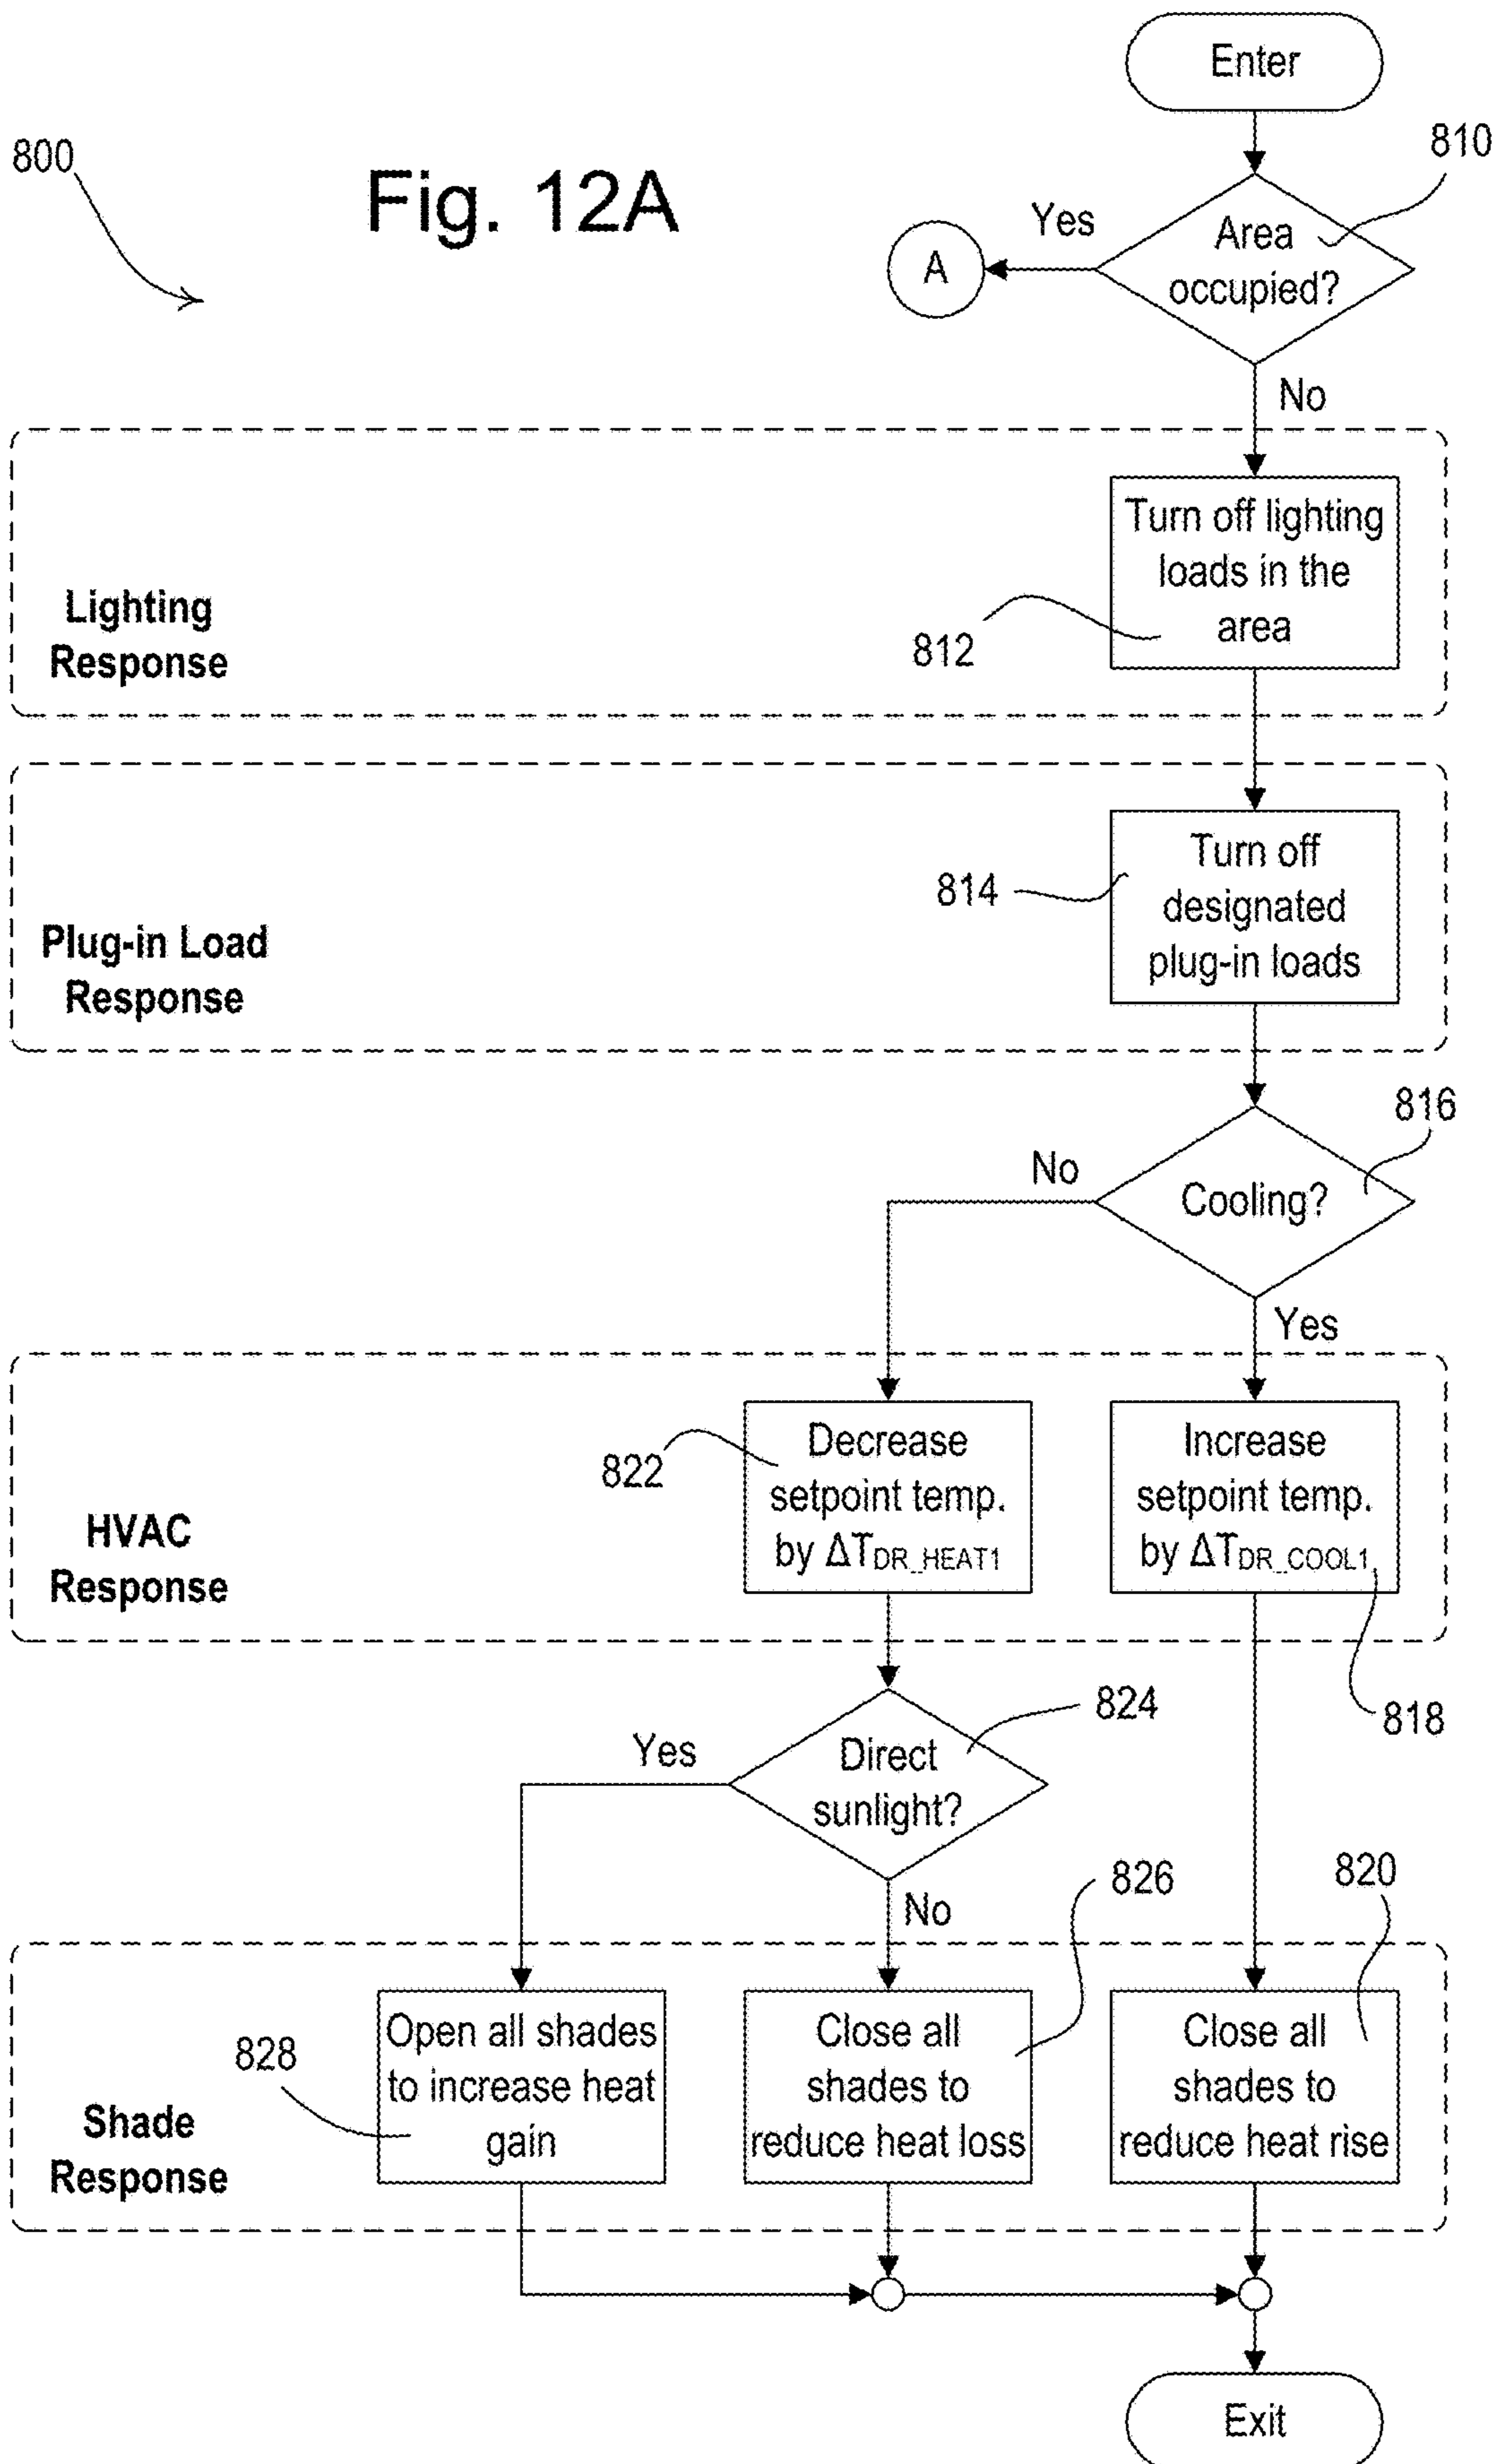 Enter
800
Fig. 12A
810
Yes
A
Area
occupied?
No
Turn off lighting
loads in the
area
812
Lighting
Response
Turn off
designated
plug-in loads
814
Plug-in Load
Response
816
No
Cooling?
Yes
Decrease
setpoint temp.
by ΔTDR_HEAT1
822
Increase
setpoint temp.
by ΔTDR_COOL1
818
HVAC
Response
824
Yes
Direct
sunlight?
No
826
820
Open all shades
to increase heat
gain
828
Close all
shades to
reduce heat loss
Close all
shades to
reduce heat rise
Shade
Response
Exit